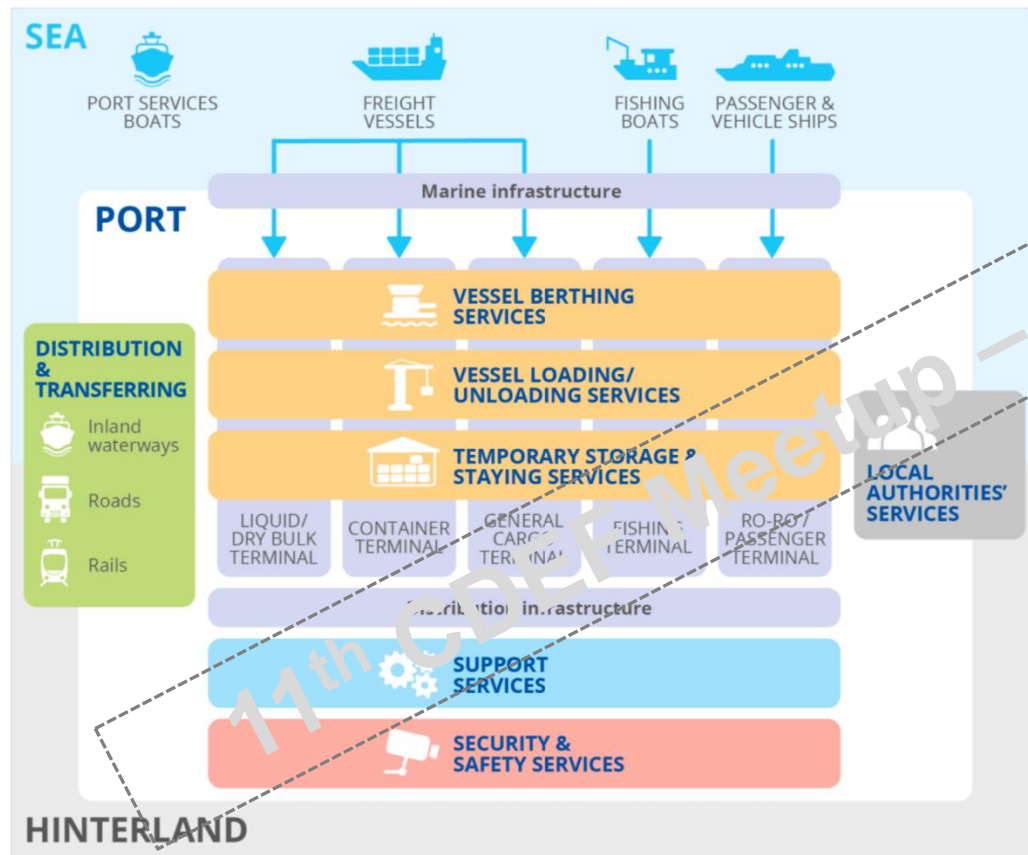 SEA
PORT SERVICES
BOATS
FREIGHT
VESSELS
FISHING
BOATS
PASSENGER &
VEHICLE SHIPS
Marine infrastructure
PORT
VESSEL BERTHING
SERVICES
VESSEL LOADING/
UNLOADING SERVICES
TEMPORARY STORAGE &
STAYING SERVICES
DISTRIBUTION
&
TRANSFERRING
Inland
waterways
Roads
Rails
LOCAL
AUTHORITIES'
SERVICES
LIQUID/
DRY BULK
TERMINAL
CONTAINER
TERMINAL
GENERAL
CARGO
TERMINAL
FISHING
TERMINAL
RO-RO/
PASSENGER
TERMINAL
Distribution infrastructure
SUPPORT
SERVICES
SECURITY &
SAFETY SERVICES
HINTERLAND
11th CDEF Meetup –